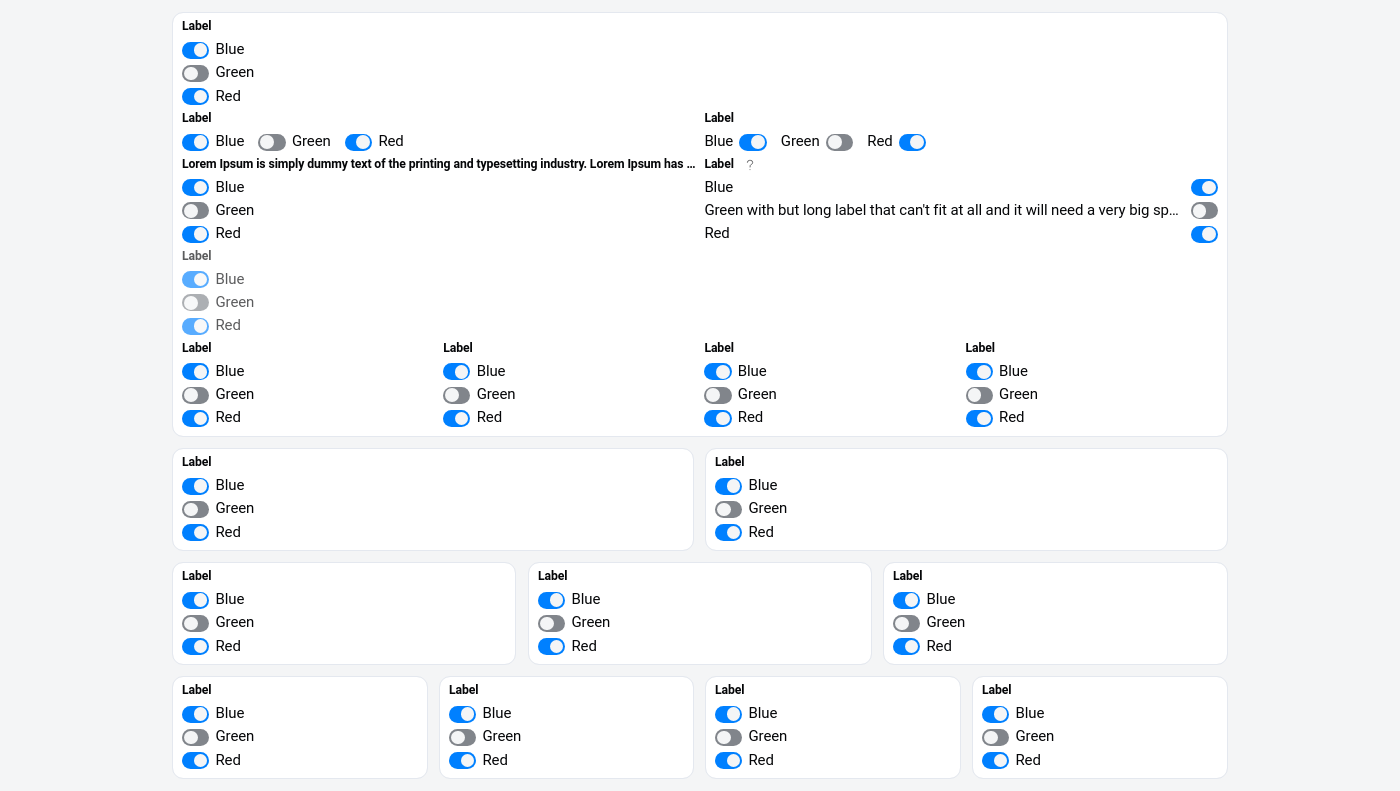 Label
Blue
Green
Red
Label Label
Blue Green Red Blue Green Red
Lorem Ipsum is simply dummy text of the printing and typesetting industry. Lorem Ipsum has ... Label ?
Blue Blue
Green Green with but long label that can't fit at all and it will need a very big sp...
Red Red
Label
Blue
Green
Red
Label Label Label Label
Blue Blue Blue Blue
Green Green Green Green
Red Red Red Red
Label Label
Blue Blue
Green Green
Red Red
Label Label Label
Blue Blue Blue
Green Green Green
Red Red Red
Label Label Label Label
Blue Blue Blue Blue
Green Green Green Green
Red Red Red Red